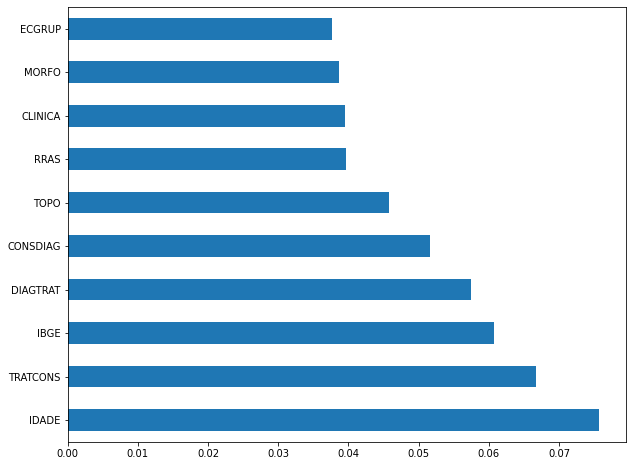 ECGRUP
MORFO
CLINICA
RRAS
TOPO
CONSDIAG
DIAGTRAT
IBGE
TRATCONS
IDADE
0.00 0.01 0.02 0.03 0.04 0.05 0.06 0.07